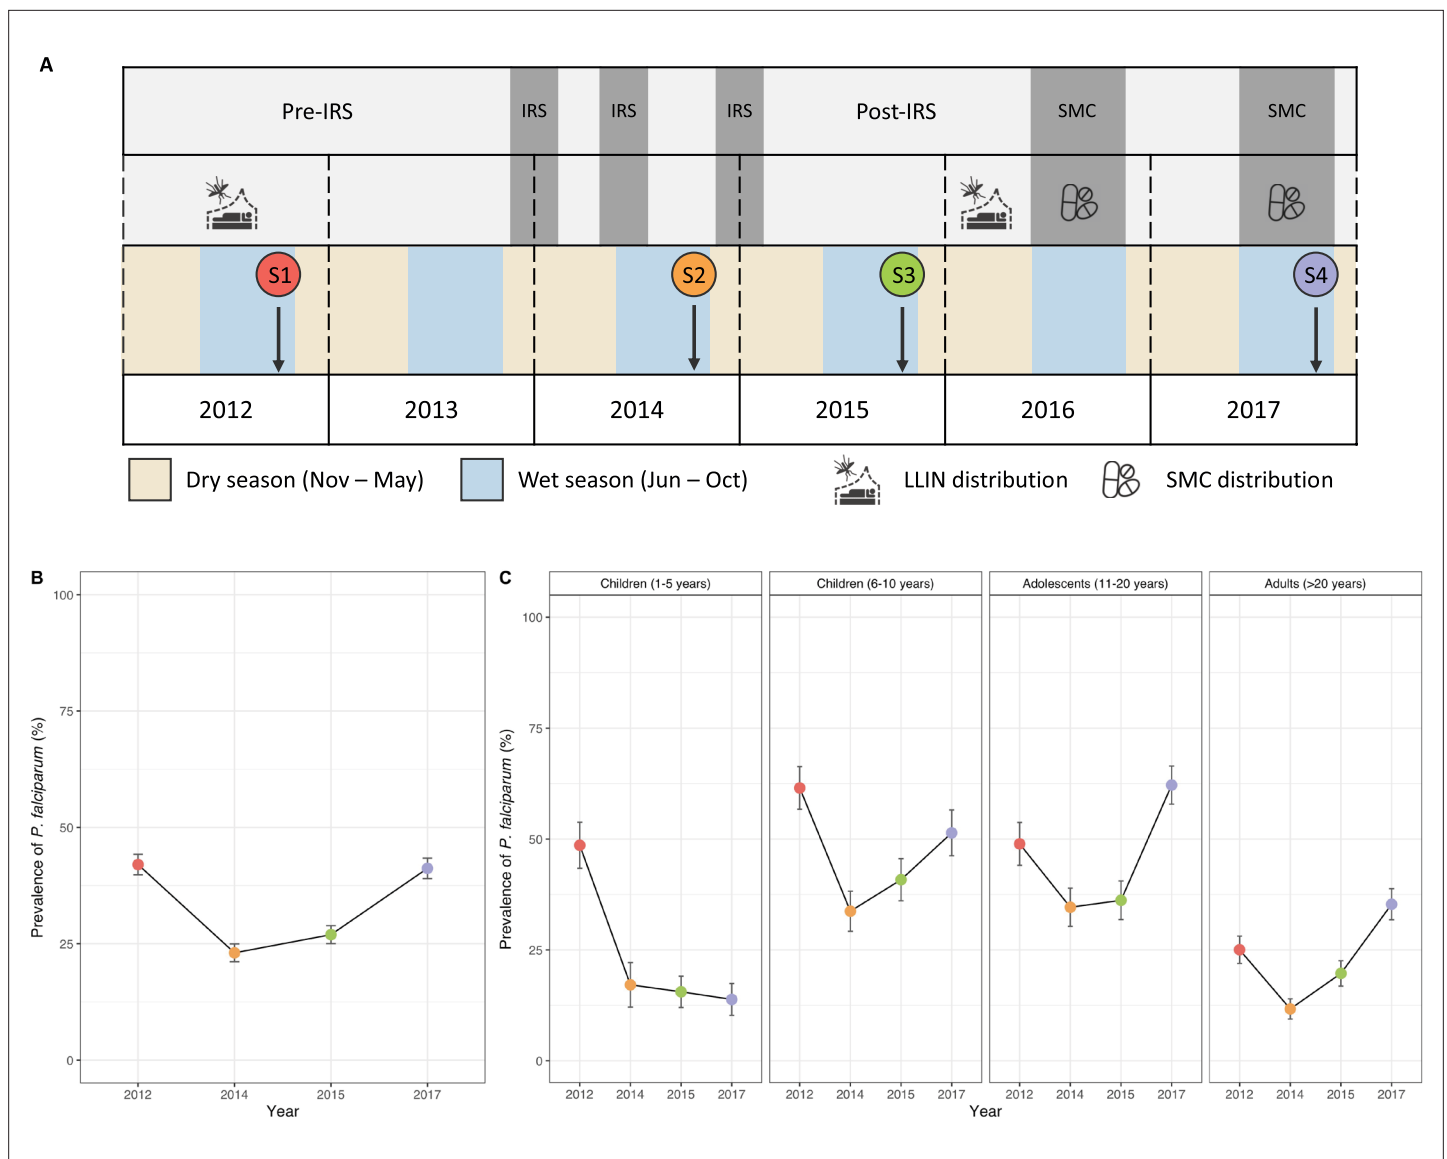 A
Pre-IRS IRS IRS IRS Post-IRS SMC SMC
S1 S2 S3 S4
2012 2013 2014 2015 2016 2017
Dry season (Nov – May) Wet season (Jun – Oct) LLIN distribution SMC distribution
B
Prevalence of P. falciparum (%)
100
75
50
25
0
2012 2014 2015 2017
Year
C
Children (1-5 years) Children (6-10 years) Adolescents (11-20 years) Adults (>20 years)
Prevalence of P. falciparum (%)
100
75
50
25
0
2012 2014 2015 2017 2012 2014 2015 2017 2012 2014 2015 2017 2012 2014 2015 2017
Year